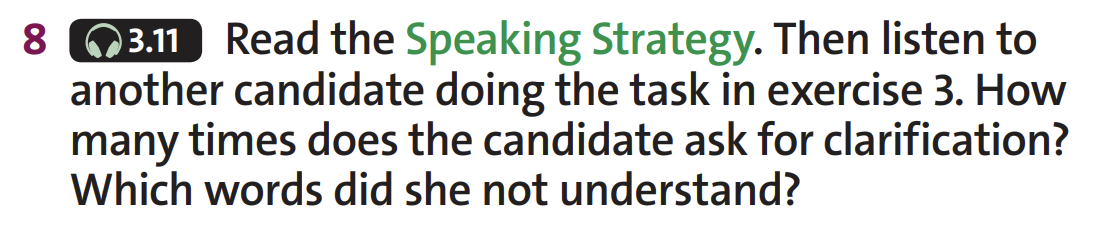 8 3.11 Read the Speaking Strategy. Then listen to
another candidate doing the task in exercise 3. How
many times does the candidate ask for clarification?
Which words did she not understand?